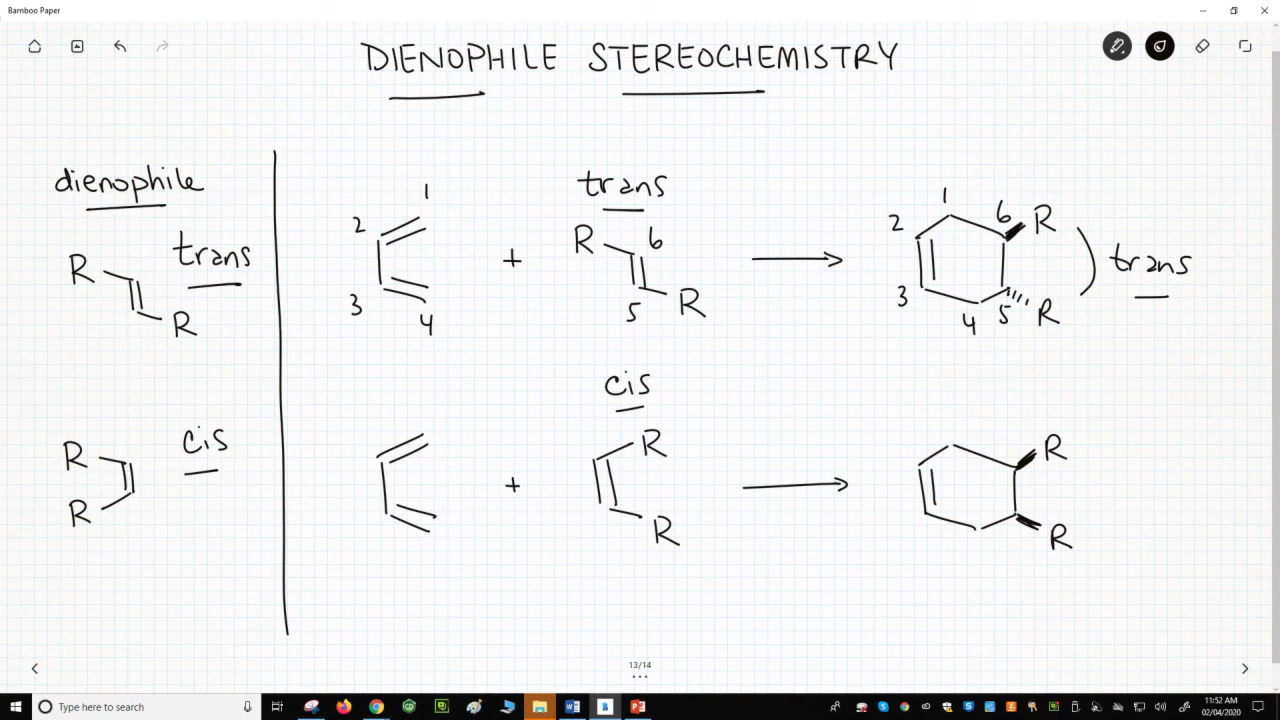 Bamboo Paper
DIENOPHILE STEREOCHEMISTRY
dienophile
trans
R
R
cis
R
R
1
2
3
4
+
trans
R
6
5
R
1
2
3
4
5
6
R
R
trans
+
cis
R
R
R
R
13/14
Type here to search
11:52 AM
02/04/2020